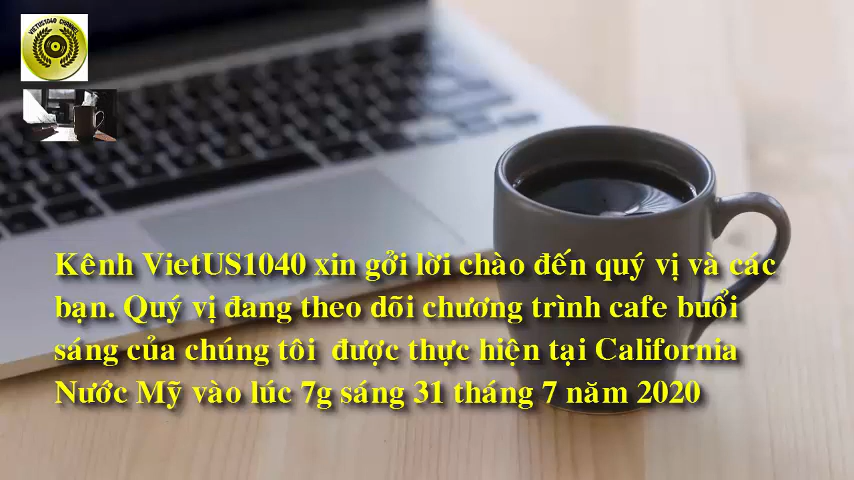 VIETUS1040 CHANNEL
Kênh VietUS1040 xin gởi lời chào đến quý vị và các
bạn. Quý vị đang theo dõi chương trình cafe buổi
sáng của chúng tôi được thực hiện tại California
Nước Mỹ vào lúc 7g sáng 31 tháng 7 năm 2020